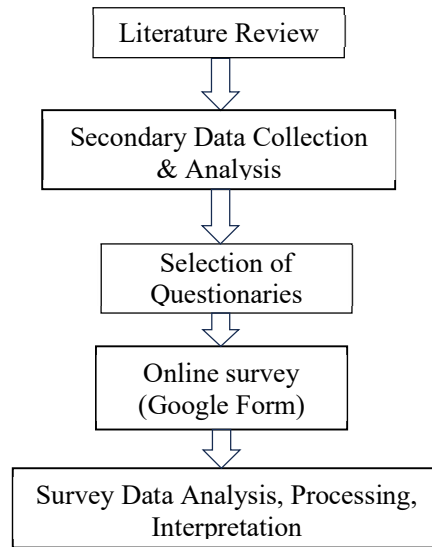 Literature Review
Secondary Data Collection
& Analysis
Selection of
Questionaries
Online survey
(Google Form)
Survey Data Analysis, Processing,
Interpretation